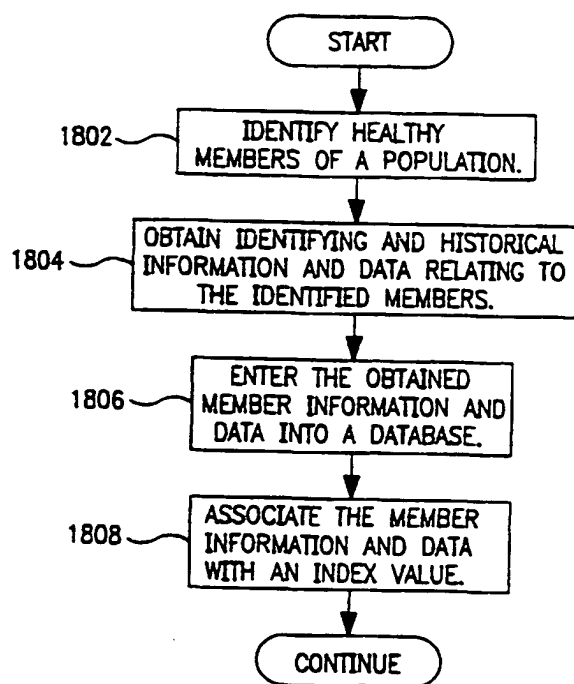 START
1802
IDENTIFY HEALTHY
MEMBERS OF A POPULATION.
1804
OBTAIN IDENTIFYING AND HISTORICAL
INFORMATION AND DATA RELATING TO
THE IDENTIFIED MEMBERS.
1806
ENTER THE OBTAINED
MEMBER INFORMATION AND
DATA INTO A DATABASE.
1808
ASSOCIATE THE MEMBER
INFORMATION AND DATA
WITH AN INDEX VALUE.
CONTINUE